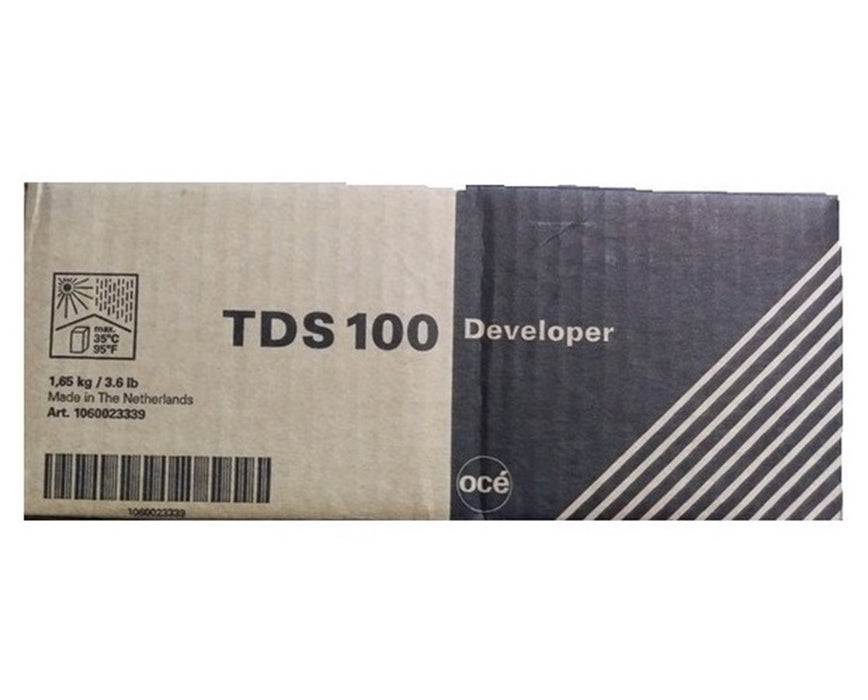 max.
35°C
95°F
TDS 100 Developer
1,65 kg / 3.6 lb
Made in The Netherlands
Art. 1060023339
océ
1060023339